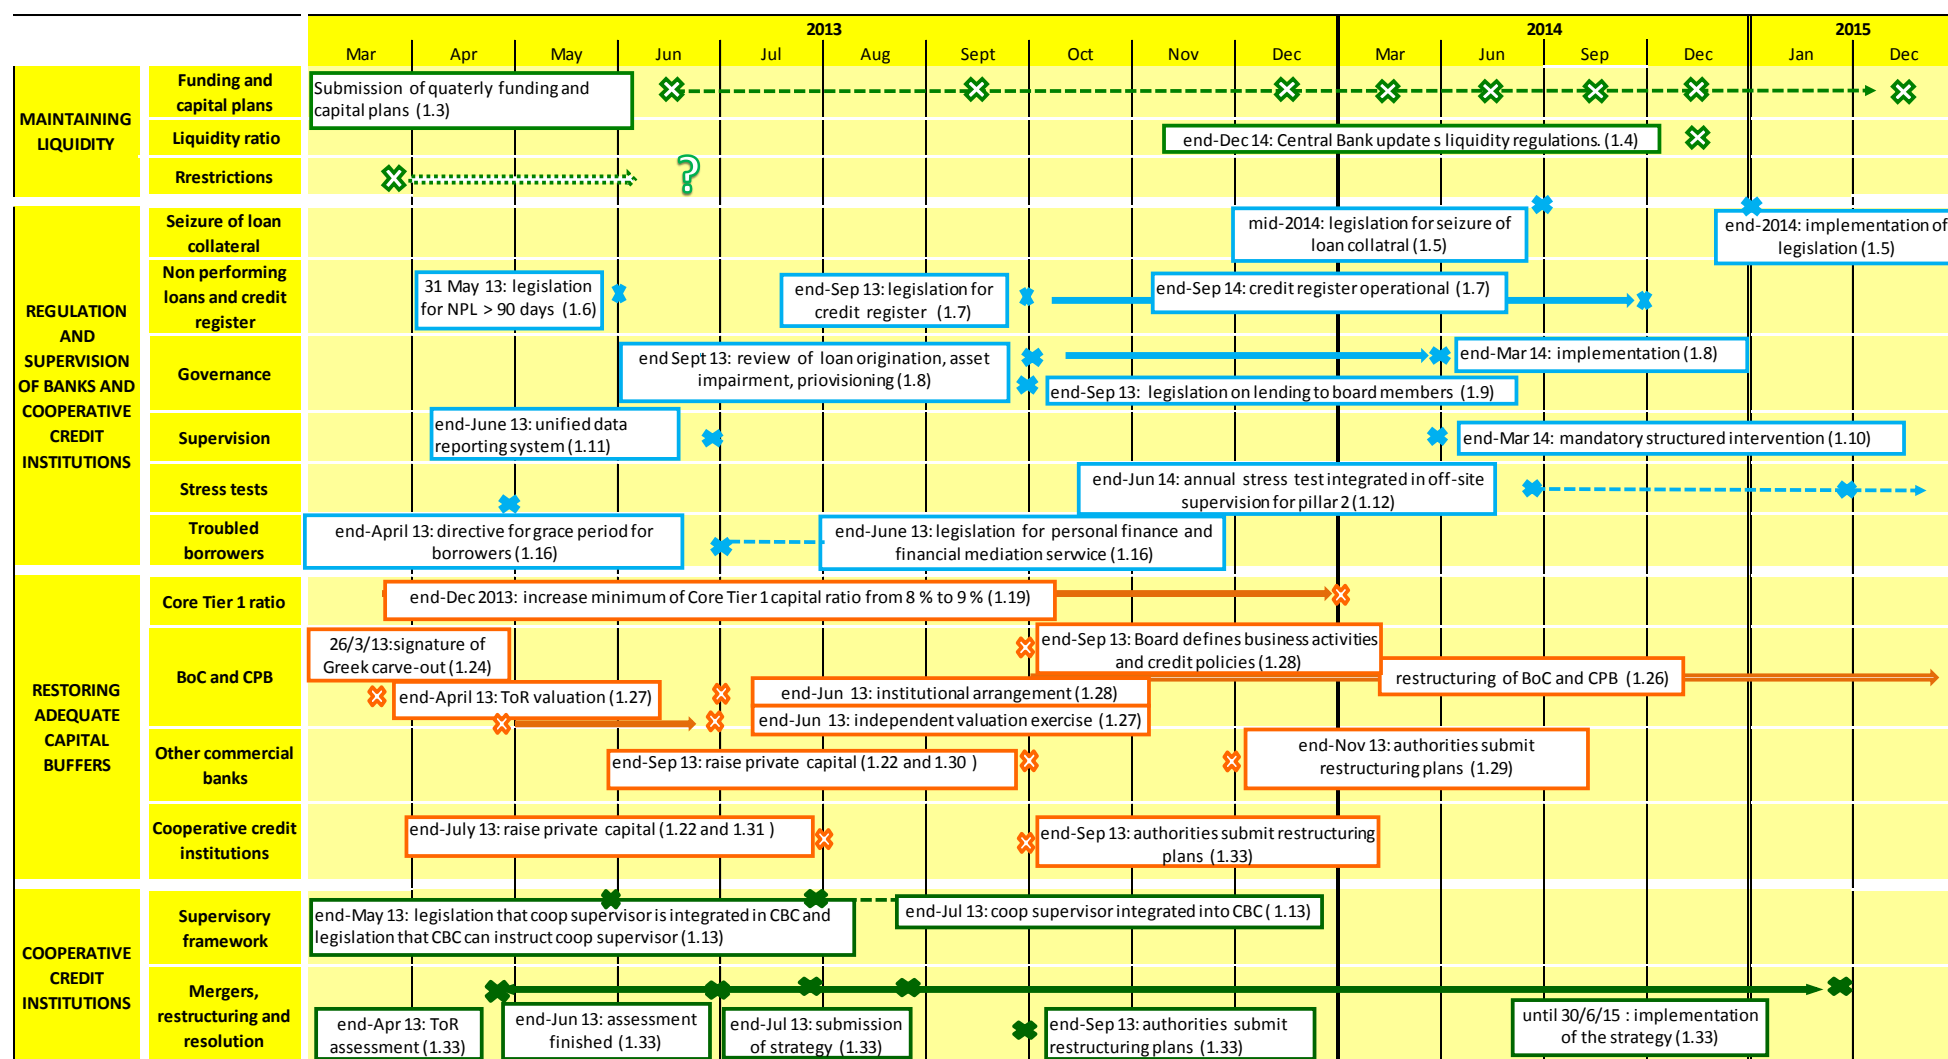 2013
2014
2015
Mar
Apr
May
Jun
Jul
Aug
Sept
Oct
Nov
Dec
Mar
Jun
Sep
Dec
Jan
Dec
MAINTAINING
LIQUIDITY
Funding and
capital plans
Submission of quaterly funding and
capital plans (1.3)
Liquidity ratio
end-Dec 14: Central Bank update s liquidity regulations. (1.4)
Rrestrictions
?
REGULATION
AND
SUPERVISION
OF BANKS AND
COOPERATIVE
CREDIT
INSTITUTIONS
Seizure of loan
collateral
mid-2014: legislation for seizure of
loan collatral (1.5)
end-2014: implementation of
legislation (1.5)
Non performing
loans and credit
register
31 May 13: legislation
for NPL > 90 days (1.6)
end-Sep 13: legislation for
credit register (1.7)
end-Sep 14: credit register operational (1.7)
Governance
end Sept 13: review of loan origination, asset
impairment, priovisioning (1.8)
end-Mar 14: implementation (1.8)
end-Sep 13: legislation on lending to board members (1.9)
Supervision
end-June 13: unified data
reporting system (1.11)
end-Mar 14: mandatory structured intervention (1.10)
Stress tests
end-Jun 14: annual stress test integrated in off-site
supervision for pillar 2 (1.12)
Troubled
borrowers
end-April 13: directive for grace period for
borrowers (1.16)
end-June 13: legislation for personal finance and
financial mediation serwice (1.16)
RESTORING
ADEQUATE
CAPITAL
BUFFERS
Core Tier 1 ratio
end-Dec 2013: increase minimum of Core Tier 1 capital ratio from 8 % to 9 % (1.19)
BoC and CPB
26/3/13:signature of
Greek carve-out (1.24)
end-Sep 13: Board defines business activities
and credit policies (1.28)
restructuring of BoC and CPB (1.26)
end-April 13: ToR valuation (1.27)
end-Jun 13: institutional arrangement (1.28)
end-Jun 13: independent valuation exercise (1.27)
Other commercial
banks
end-Sep 13: raise private capital (1.22 and 1.30 )
end-Nov 13: authorities submit
restructuring plans (1.29)
Cooperative credit
institutions
end-July 13: raise private capital (1.22 and 1.31 )
end-Sep 13: authorities submit restructuring
plans (1.33)
COOPERATIVE
CREDIT
INSTITUTIONS
Supervisory
framework
end-May 13: legislation that coop supervisor is integrated in CBC and
legislation that CBC can instruct coop supervisor (1.13)
end-Jul 13: coop supervisor integrated into CBC ( 1.13)
Mergers,
restructuring and
resolution
end-Apr 13: ToR
assessment (1.33)
end-Jun 13: assessment
finished (1.33)
end-Jul 13: submission
of strategy (1.33)
end-Sep 13: authorities submit
restructuring plans (1.33)
until 30/6/15 : implementation
of the strategy (1.33)